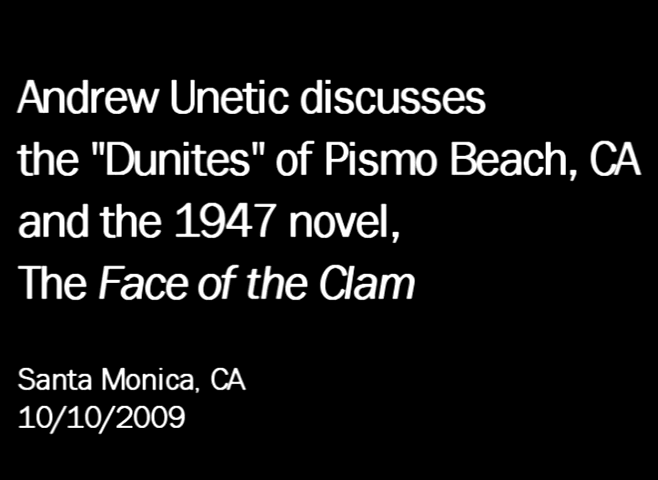 Andrew Unetic discusses
the "Dunites" of Pismo Beach, CA
and the 1947 novel,
The Face of the Clam
Santa Monica, CA
10/10/2009